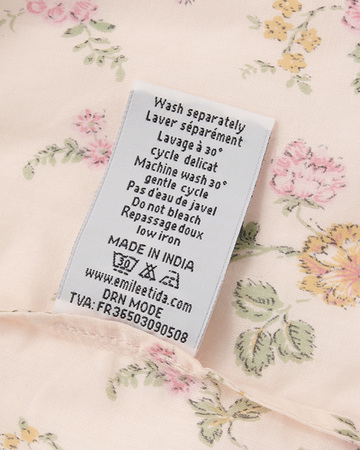 Wash separately
Laver séparément
Lavage à 30°
cycle délicat
Machine wash 30°
gentle cycle
Pas d'eau de javel
Do not bleach
Repassage doux
low iron
MADE IN INDIA
30
www.emileetida.com
DRN MODE
TVA: FR36503090508